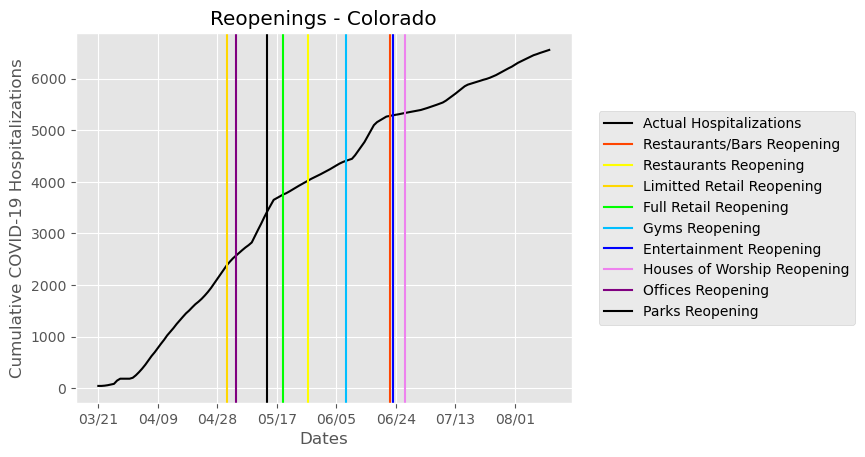 Reopenings - Colorado
Cumulative COVID-19 Hospitalizations
6000
5000
4000
3000
2000
1000
0
03/21 04/09 04/28 05/17 06/05 06/24 07/13 08/01
Dates
Actual Hospitalizations
Restaurants/Bars Reopening
Restaurants Reopening
Limitted Retail Reopening
Full Retail Reopening
Gyms Reopening
Entertainment Reopening
Houses of Worship Reopening
Offices Reopening
Parks Reopening